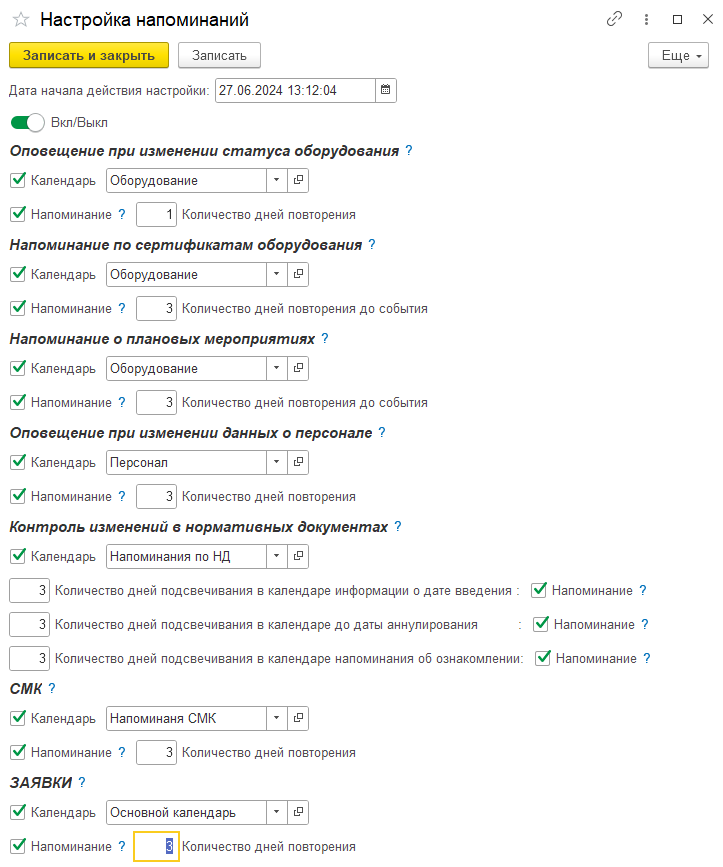 Настройка напоминаний
Записать и закрыть Записать Еще
Дата начала действия настройки: 27.06.2024 13:12:04
Вкл/Выкл
Оповещение при изменении статуса оборудования ?
Календарь Оборудование
Напоминание ? 1 Количество дней повторения
Напоминание по сертификатам оборудования ?
Календарь Оборудование
Напоминание ? 3 Количество дней повторения до события
Напоминание о плановых мероприятиях ?
Календарь Оборудование
Напоминание ? 3 Количество дней повторения до события
Оповещение при изменении данных о персонале ?
Календарь Персонал
Напоминание ? 3 Количество дней повторения
Контроль изменений в нормативных документах ?
Календарь Напоминания по НД
3 Количество дней подсвечивания в календаре информации о дате введения : Напоминание ?
3 Количество дней подсвечивания в календаре до даты аннулирования : Напоминание ?
3 Количество дней подсвечивания в календаре напоминания об ознакомлении: Напоминание ?
СМК ?
Календарь Напоминаня СМК
Напоминание ? 3 Количество дней повторения
ЗАЯВКИ ?
Календарь Основной календарь
Напоминание ? 3 Количество дней повторения